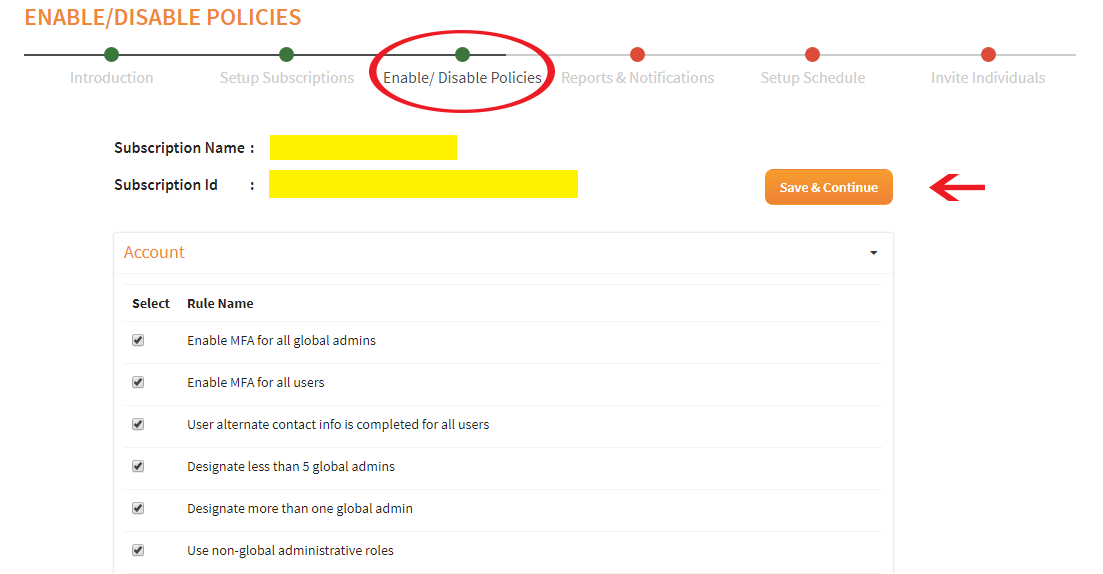 ENABLE/DISABLE POLICIES
Introduction Setup Subscriptions Enable/ Disable Policies Reports & Notifications Setup Schedule Invite Individuals
Subscription Name :
Subscription Id :
Save & Continue
Account
Select Rule Name
Enable MFA for all global admins
Enable MFA for all users
User alternate contact info is completed for all users
Designate less than 5 global admins
Designate more than one global admin
Use non-global administrative roles